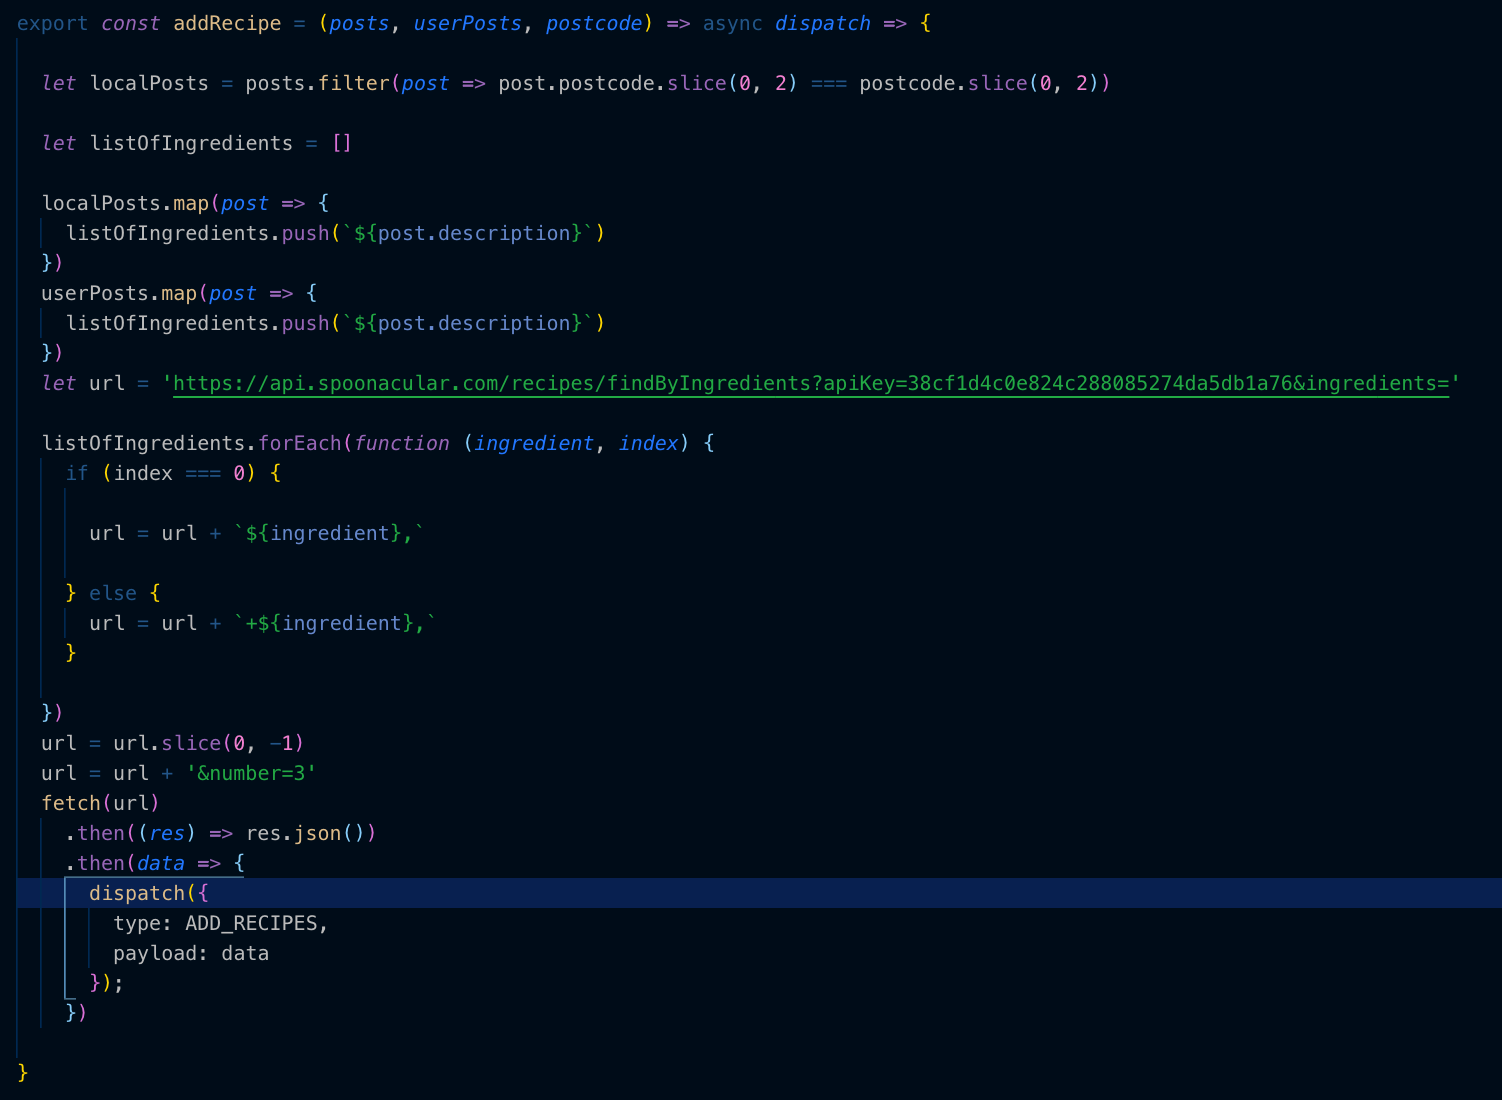 export const addRecipe = (posts, userPosts, postcode) => async dispatch => {
let localPosts = posts.filter(post => post.postcode.slice(0, 2) === postcode.slice(0, 2))
let listOfIngredients = []
localPosts.map(post => {
listOfIngredients.push(`${post.description}`)
})
userPosts.map(post => {
listOfIngredients.push(`${post.description}`)
})
let url = 'https://api.spoonacular.com/recipes/findByIngredients?apiKey=38cf1d4c0e824c288085274da5db1a76&ingredients='
listOfIngredients.forEach(function (ingredient, index) {
if (index === 0) {
url = url + `${ingredient},`
} else {
url = url + `+${ingredient},`
}
})
url = url.slice(0, -1)
url = url + '&number=3'
fetch(url)
.then((res) => res.json())
.then(data => {
dispatch({
type: ADD_RECIPES,
payload: data
});
})
}